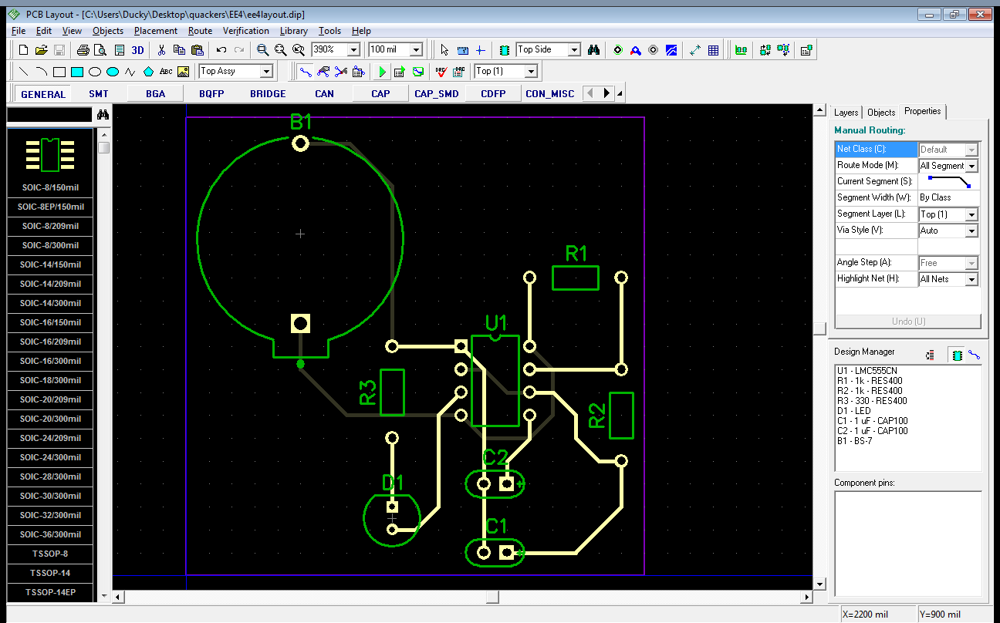 PCB Layout - [C:\Users\Ducky\Desktop\quackers\EE4\ee4layout.dip]
File Edit View Objects Placement Route Verification Library Tools Help
3D 390% 100 mil Top Side
ABC Top Assy DRC DRC Top (1)
GENERAL SMT BGA BQFP BRIDGE CAN CAP CAP_SMD CDFP CON_MISC
SOIC-8/150mil
SOIC-8EP/150mil
SOIC-8/209mil
SOIC-8/300mil
SOIC-14/150mil
SOIC-14/209mil
SOIC-14/300mil
SOIC-16/150mil
SOIC-16/209mil
SOIC-16/300mil
SOIC-18/300mil
SOIC-20/209mil
SOIC-20/300mil
SOIC-24/209mil
SOIC-24/300mil
SOIC-28/300mil
SOIC-30/300mil
SOIC-32/300mil
SOIC-36/300mil
TSSOP-8
TSSOP-14
TSSOP-14EP
B1
R1
U1
R3
R2
C2
D1
C1
Layers Objects Properties
Manual Routing:
Net Class (C): Default
Route Mode (M): All Segment
Current Segment (S):
Segment Width (W): By Class
Segment Layer (L): Top (1)
Via Style (V): Auto
Angle Step (A): Free
Highlight Net (H): All Nets
Undo (U)
Design Manager
U1 - LMC555CN
R1 - 1k - RES400
R2 - 1k - RES400
R3 - 330 - RES400
D1 - LED
C1 - 1 uF - CAP100
C2 - 1 uF - CAP100
B1 - BS-7
Component pins:
X=2200 mil Y=900 mil